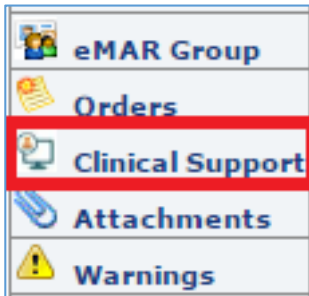 eMAR Group
Orders
Clinical Support
Attachments
Warnings